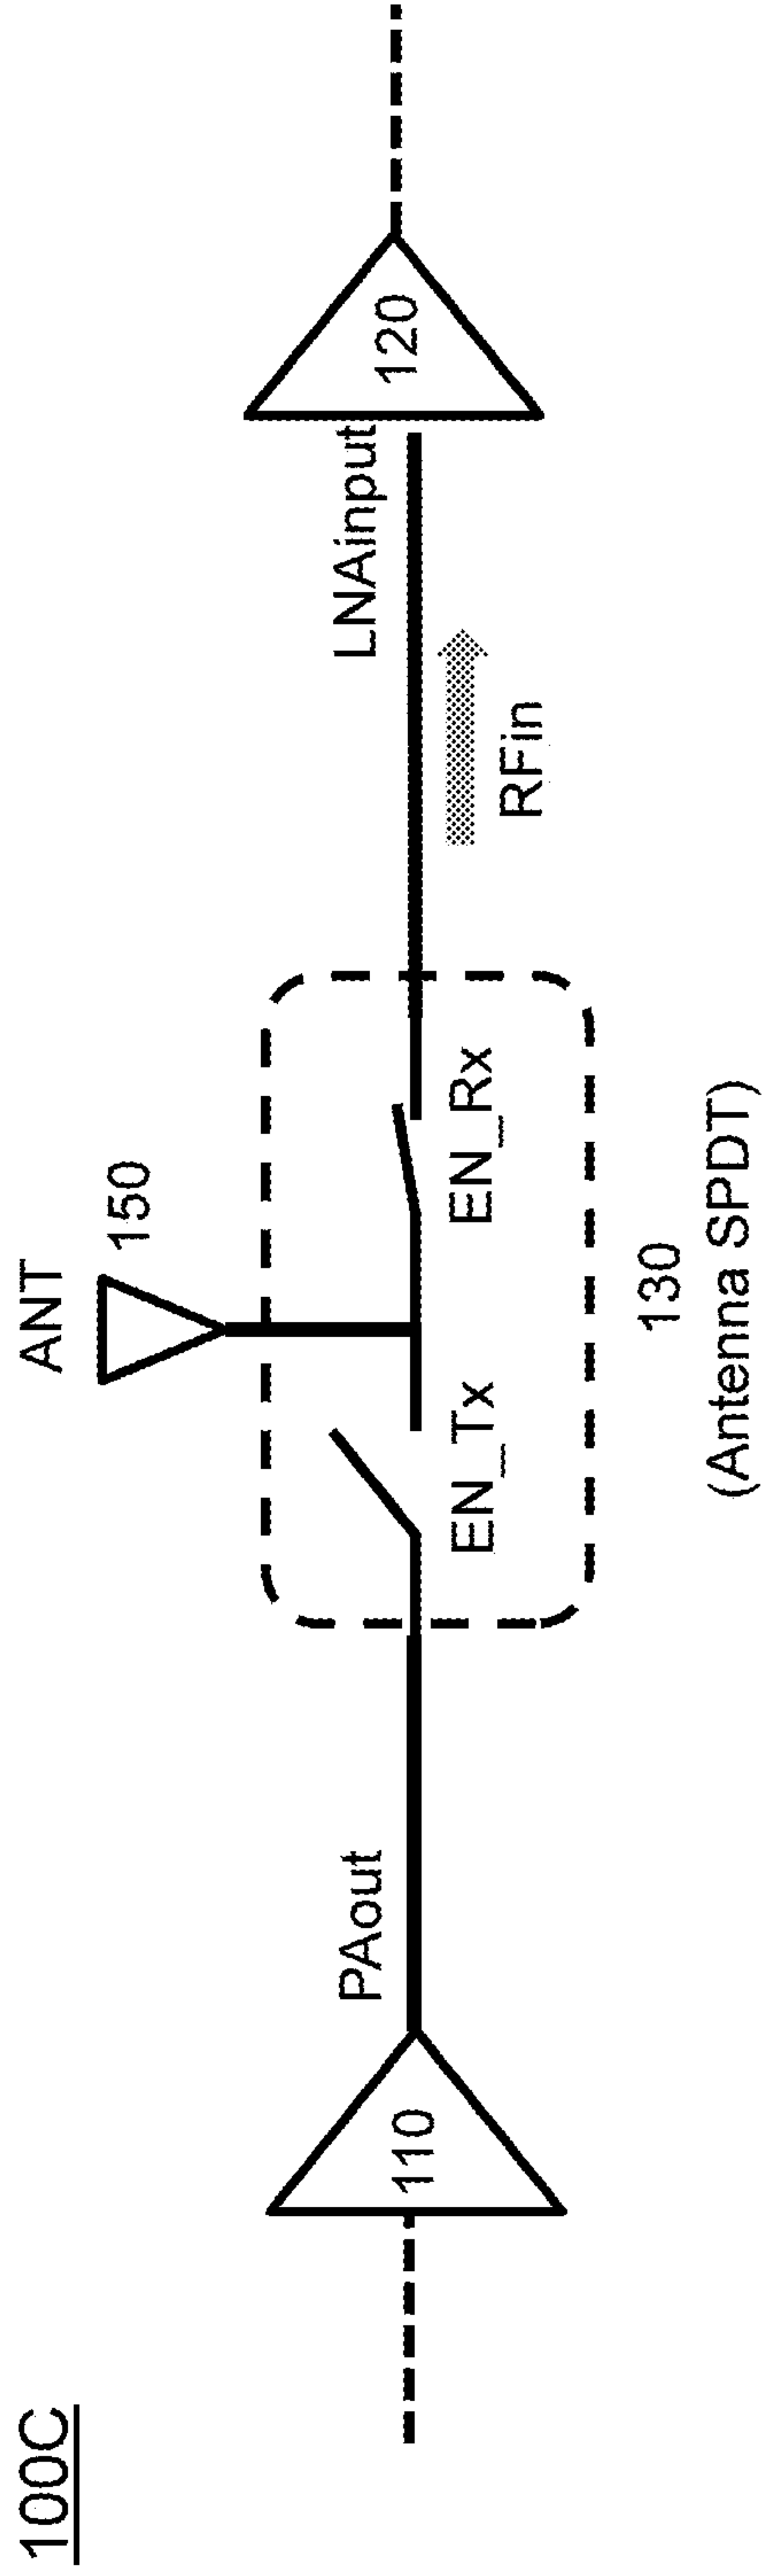 100C
ANT
150
PAout
LNAinput
110
120
EN_Tx
EN_Rx
RFin
130
(Antenna SPDT)